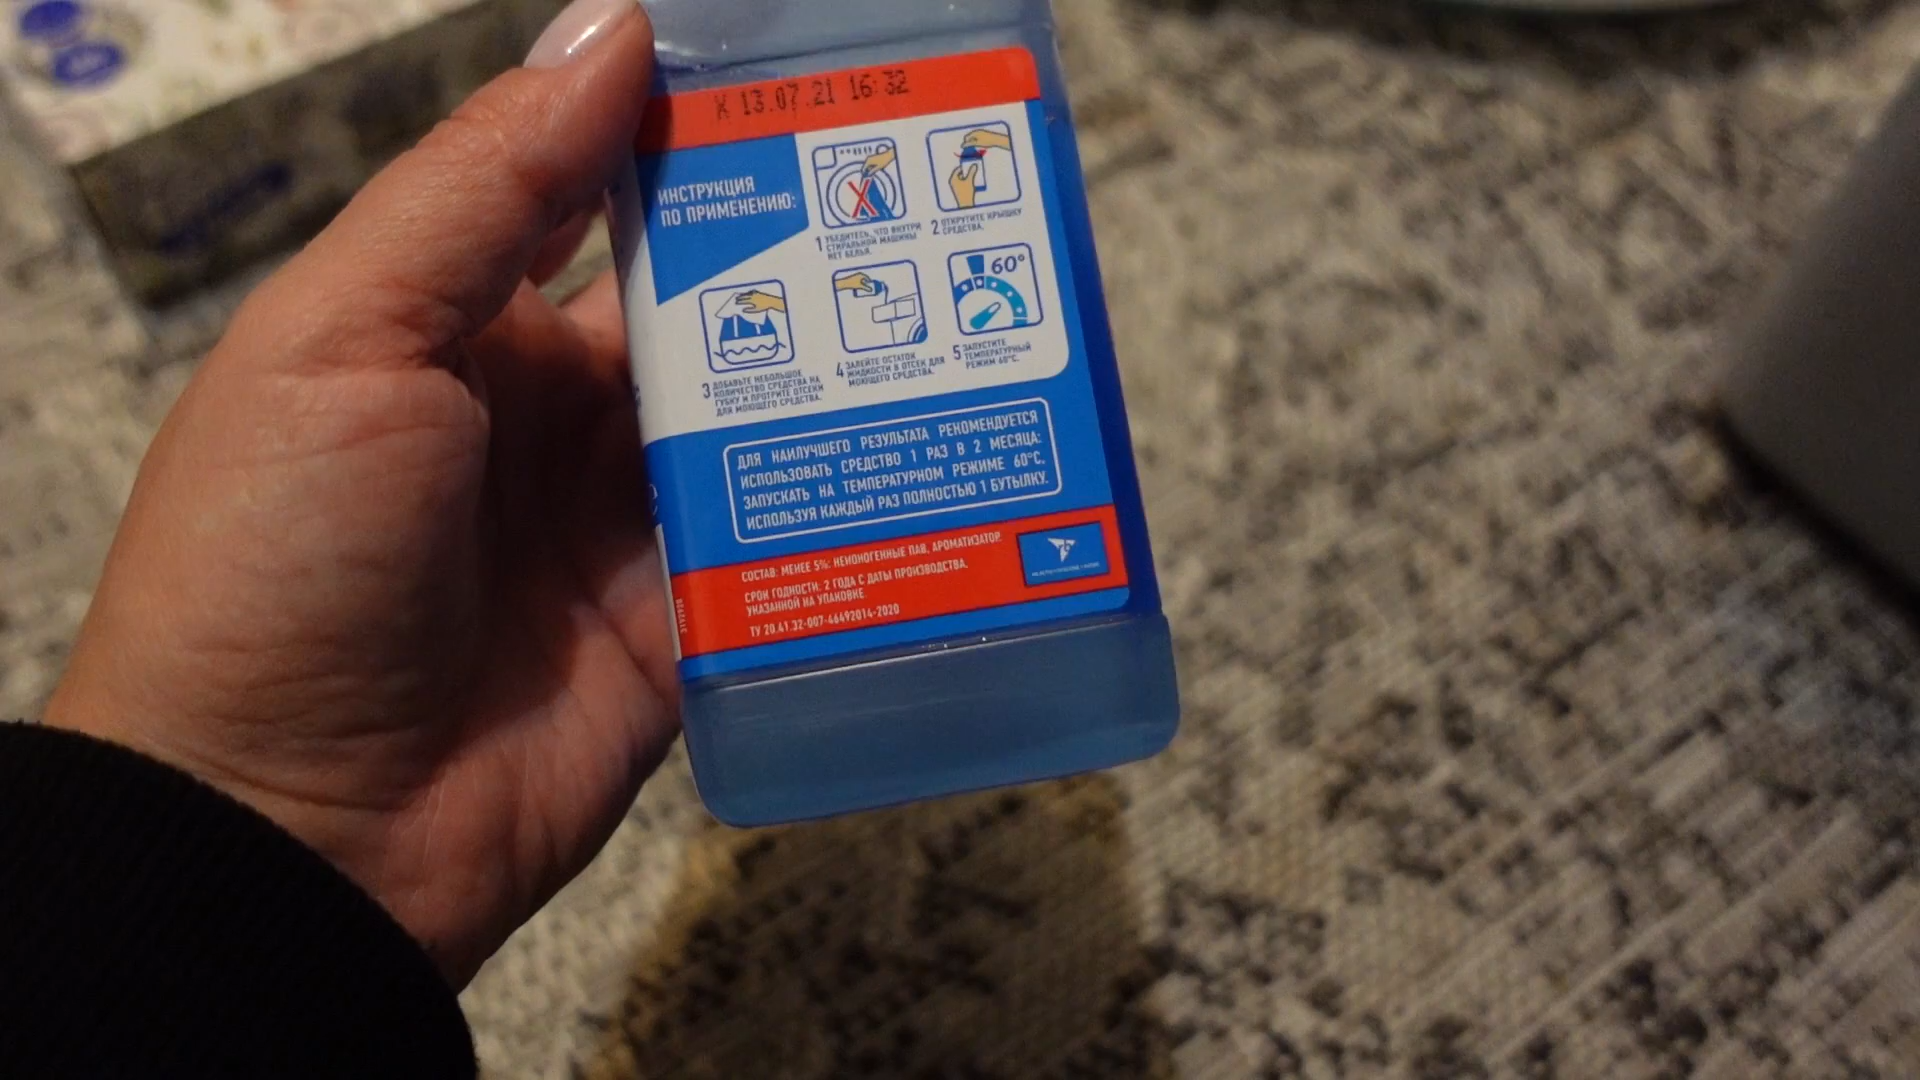 К 13.07.21 16:32
ИНСТРУКЦИЯ
ПО ПРИМЕНЕНИЮ:
1 УБЕДИТЕСЬ, ЧТО ВНУТРИ
СТИРАЛЬНОЙ МАШИНЫ
НЕТ БЕЛЬЯ.
2 ОТКРУТИТЕ КРЫШКУ
СРЕДСТВА.
3 ДОБАВЬТЕ НЕБОЛЬШОЕ
КОЛИЧЕСТВО СРЕДСТВА НА
ГУБКУ И ПРОТРИТЕ ОТСЕКИ
ДЛЯ МОЮЩЕГО СРЕДСТВА.
4 ЗАЛЕЙТЕ ОСТАТОК
ЖИДКОСТИ В ОТСЕК ДЛЯ
МОЮЩЕГО СРЕДСТВА.
60°
5 ЗАПУСТИТЕ
ТЕМПЕРАТУРНЫЙ
РЕЖИМ 60°С.
ДЛЯ НАИЛУЧШЕГО РЕЗУЛЬТАТА РЕКОМЕНДУЕТСЯ
ИСПОЛЬЗОВАТЬ СРЕДСТВО 1 РАЗ В 2 МЕСЯЦА:
ЗАПУСКАТЬ НА ТЕМПЕРАТУРНОМ РЕЖИМЕ 60°С.
ИСПОЛЬЗУЯ КАЖДЫЙ РАЗ ПОЛНОСТЬЮ 1 БУТЫЛКУ.
СОСТАВ: МЕНЕЕ 5%: НЕИОНОГЕННЫЕ ПАВ, АРОМАТИЗАТОР.
СРОК ГОДНОСТИ: 2 ГОДА С ДАТЫ ПРОИЗВОДСТВА,
УКАЗАННОЙ НА УПАКОВКЕ
ТУ 20.41.32-007-46492014-2020